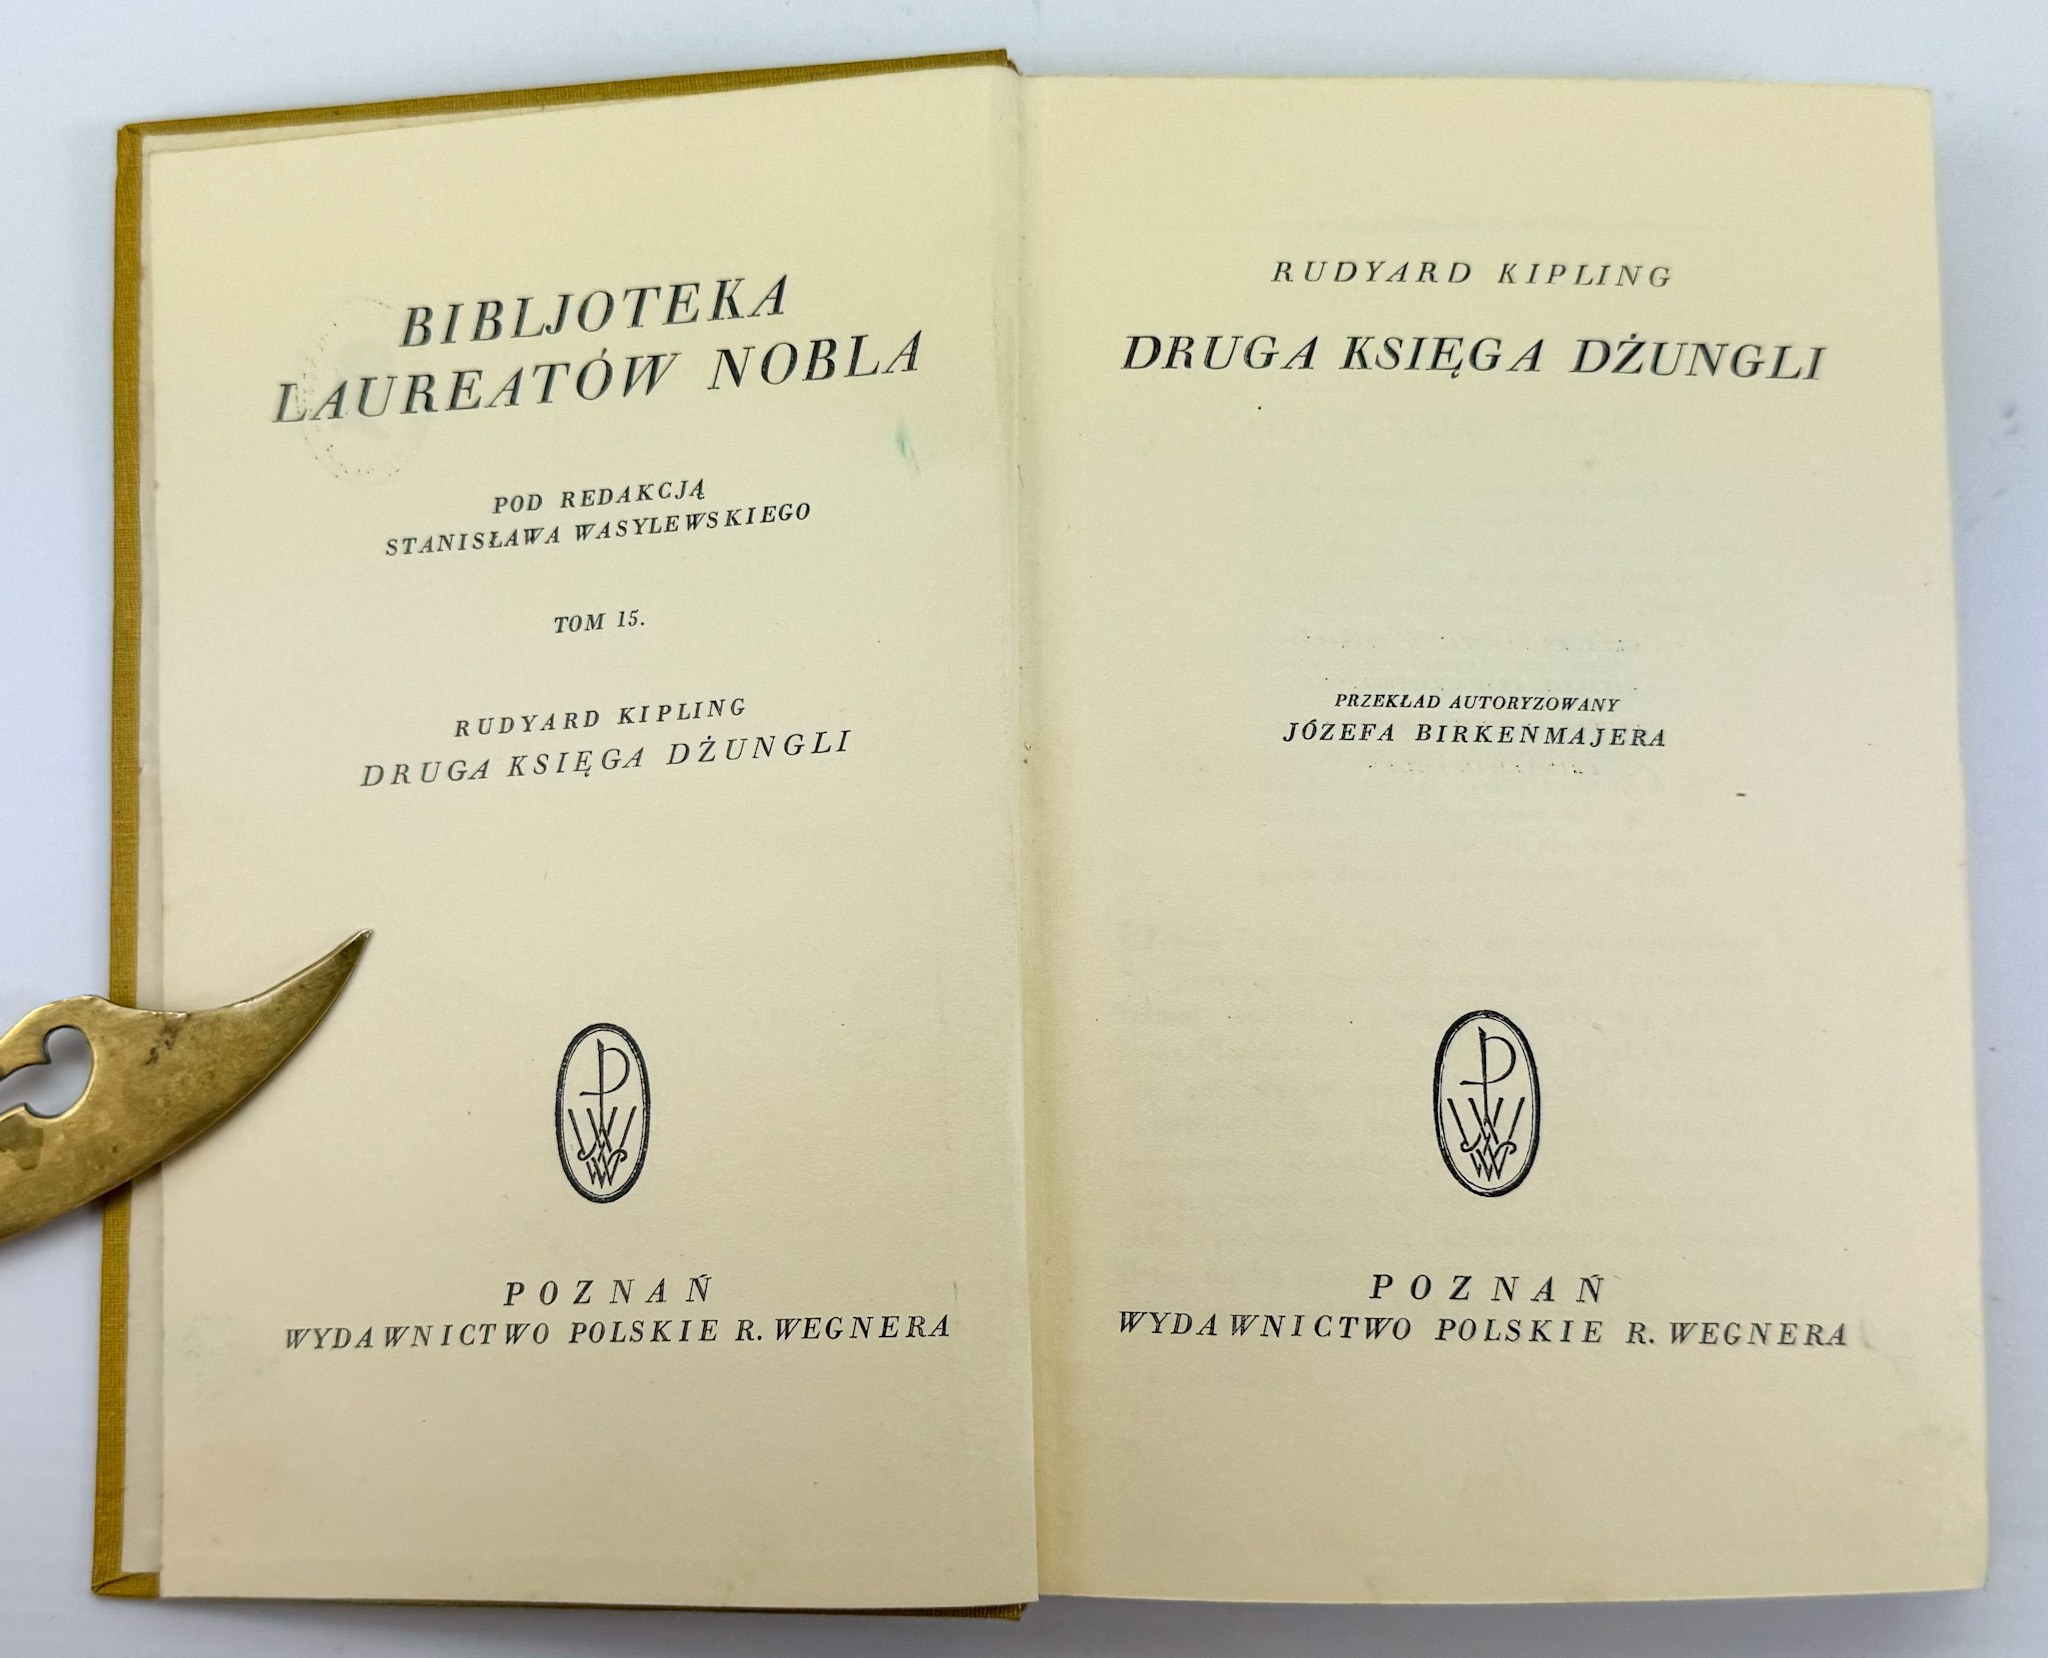 BIBLJOTEKA
LAUREATÓW NOBLA
POD REDAKCJĄ
STANISŁAWA WASYLEWSKIEGO
TOM 15.
RUDYARD KIPLING
DRUGA KSIĘGA DŻUNGLI
POZNAŃ
WYDAWNICTWO POLSKIE R. WEGNERA
RUDYARD KIPLING
DRUGA KSIĘGA DŻUNGLI
PRZEKŁAD AUTORYZOWANY
JÓZEFA BIRKENMAJERA
POZNAŃ
WYDAWNICTWO POLSKIE R. WEGNERA